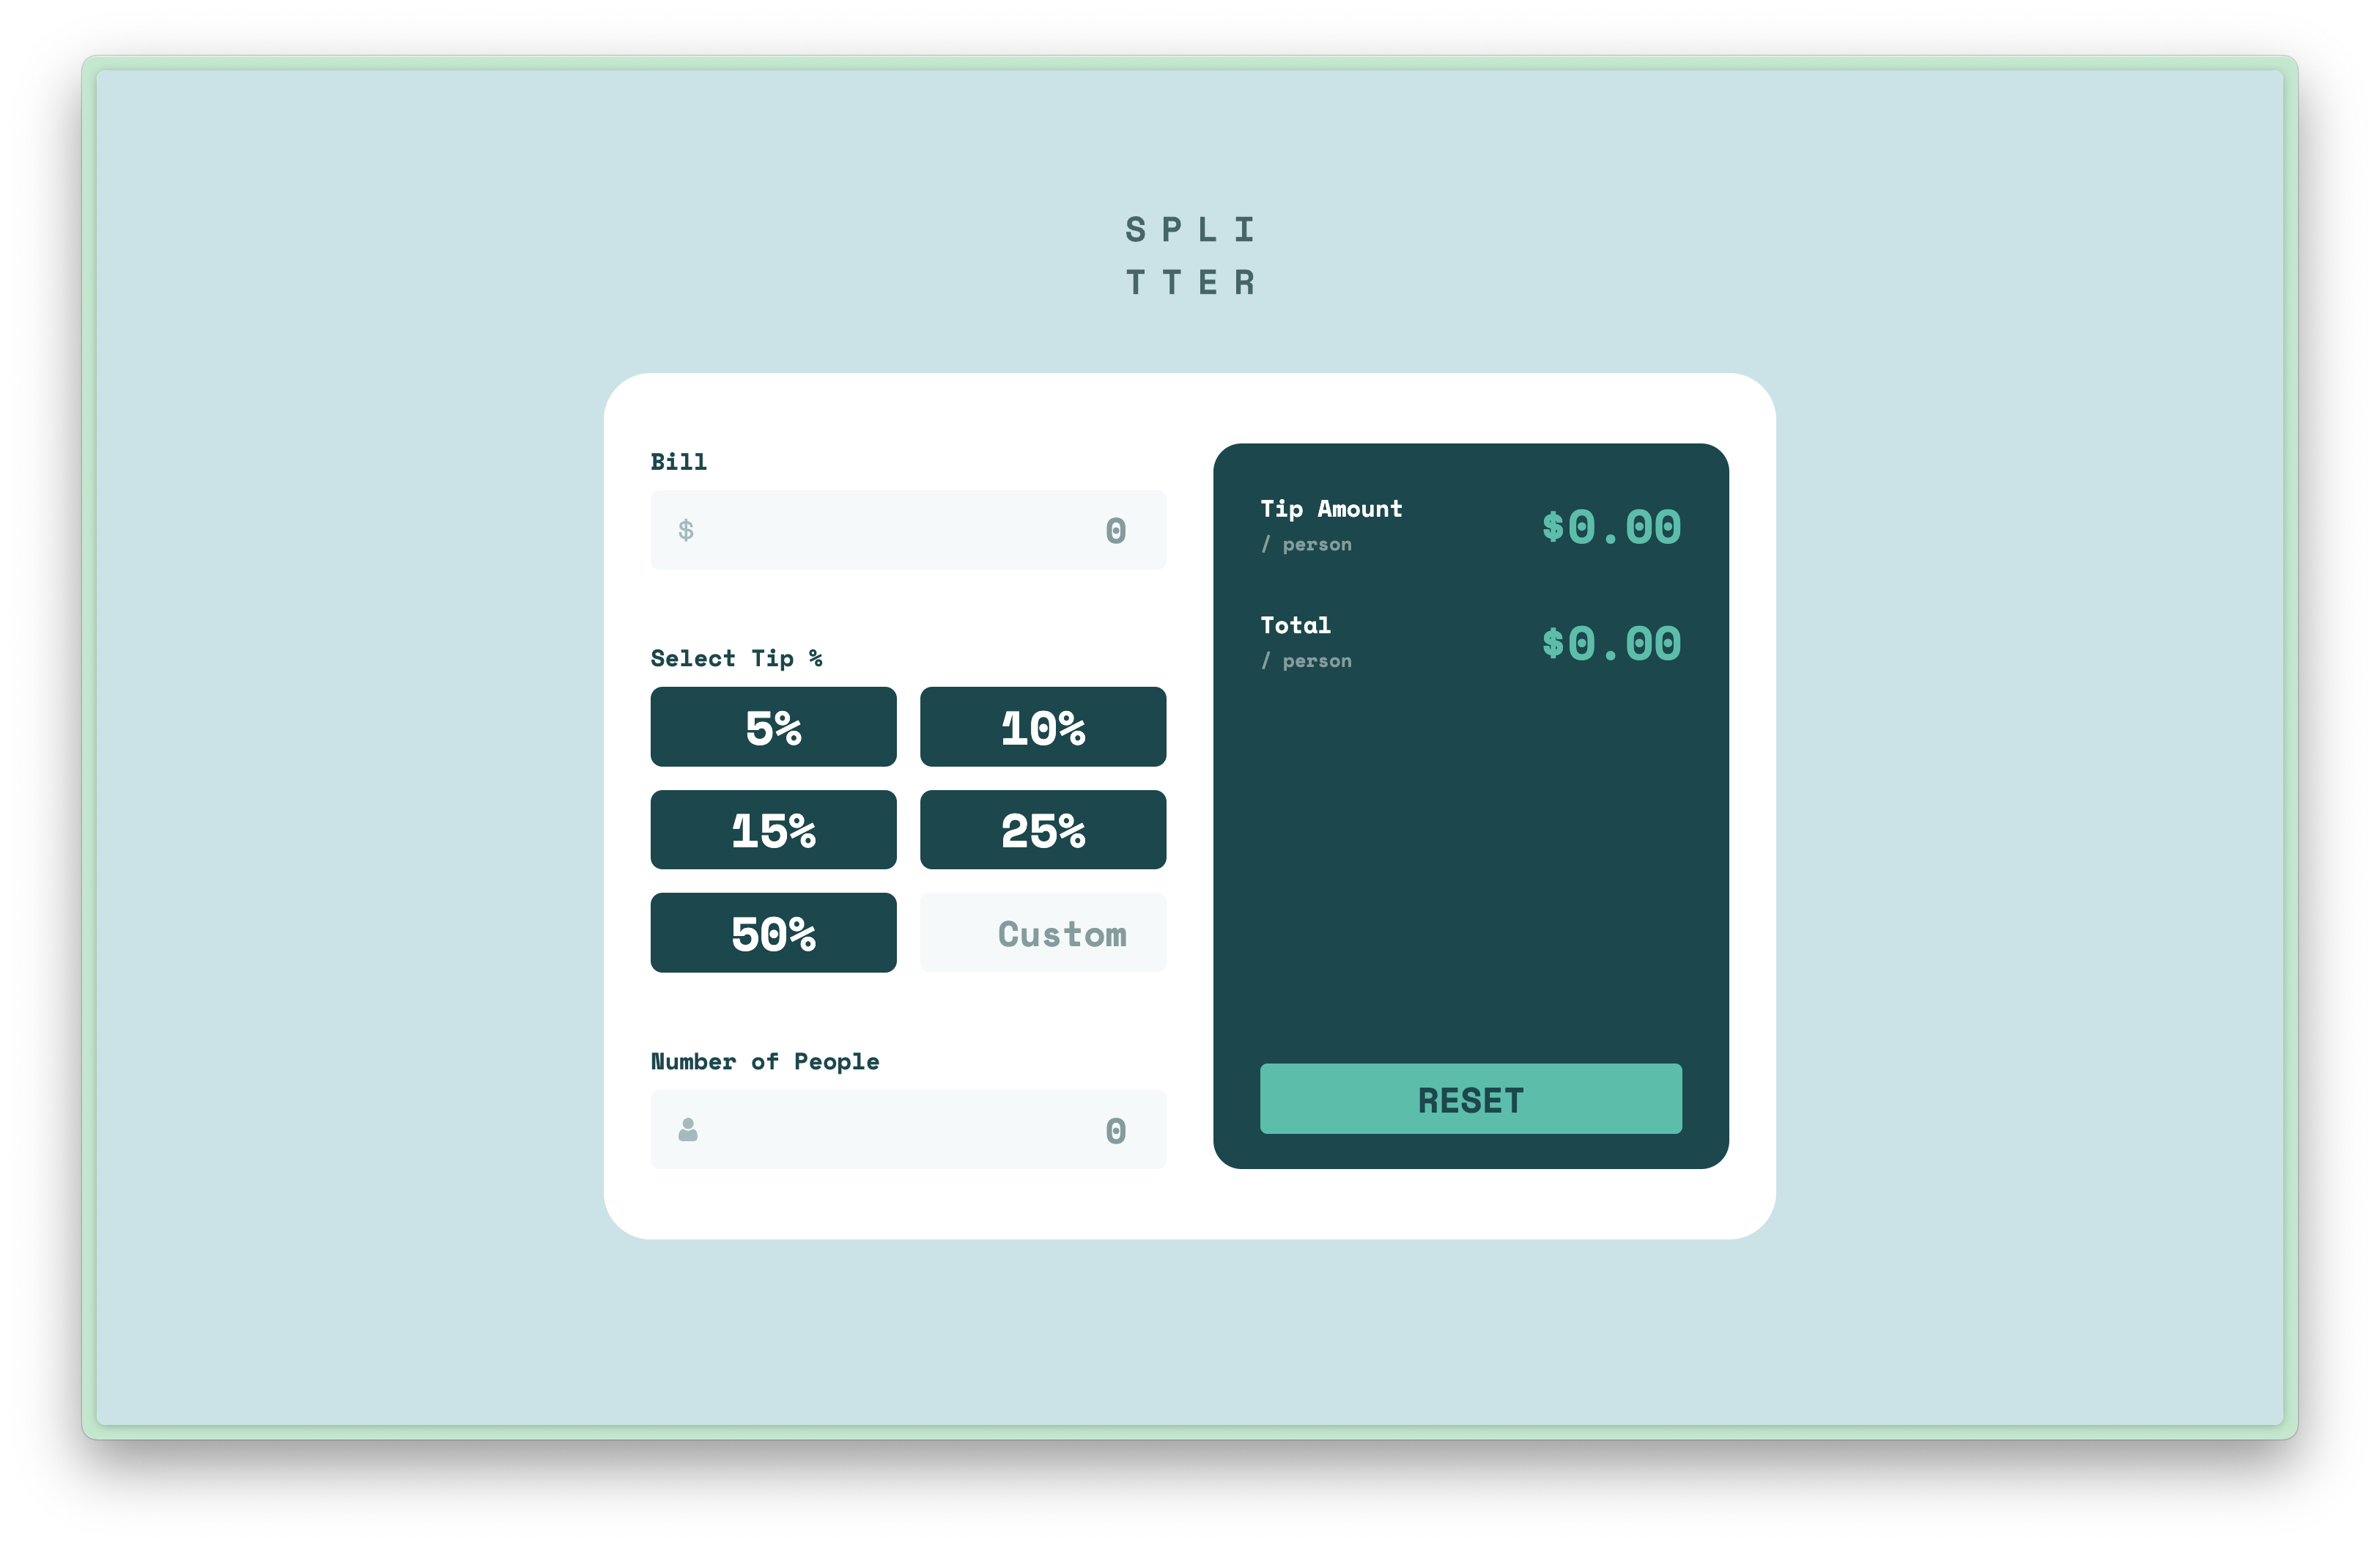 SPLI
TTER
Bill
$ 0
Select Tip %
5% 10%
15% 25%
50% Custom
Number of People
0
Tip Amount
/ person
$0.00
Total
/ person
$0.00
RESET